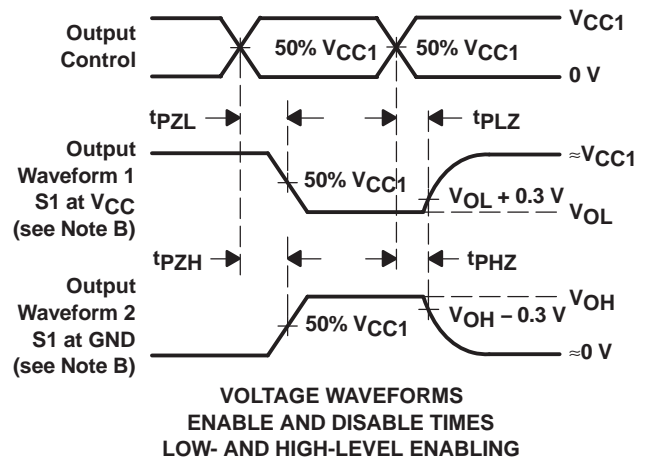 Output
Control
50% VCC1
50% VCC1
VCC1
0 V
tPZL
tPLZ
Output
Waveform 1
S1 at VCC
(see Note B)
50% VCC1
≈VCC1
VOL + 0.3 V
VOL
tPZH
tPHZ
Output
Waveform 2
S1 at GND
(see Note B)
50% VCC1
VOH
VOH − 0.3 V
≈0 V
VOLTAGE WAVEFORMS
ENABLE AND DISABLE TIMES
LOW- AND HIGH-LEVEL ENABLING